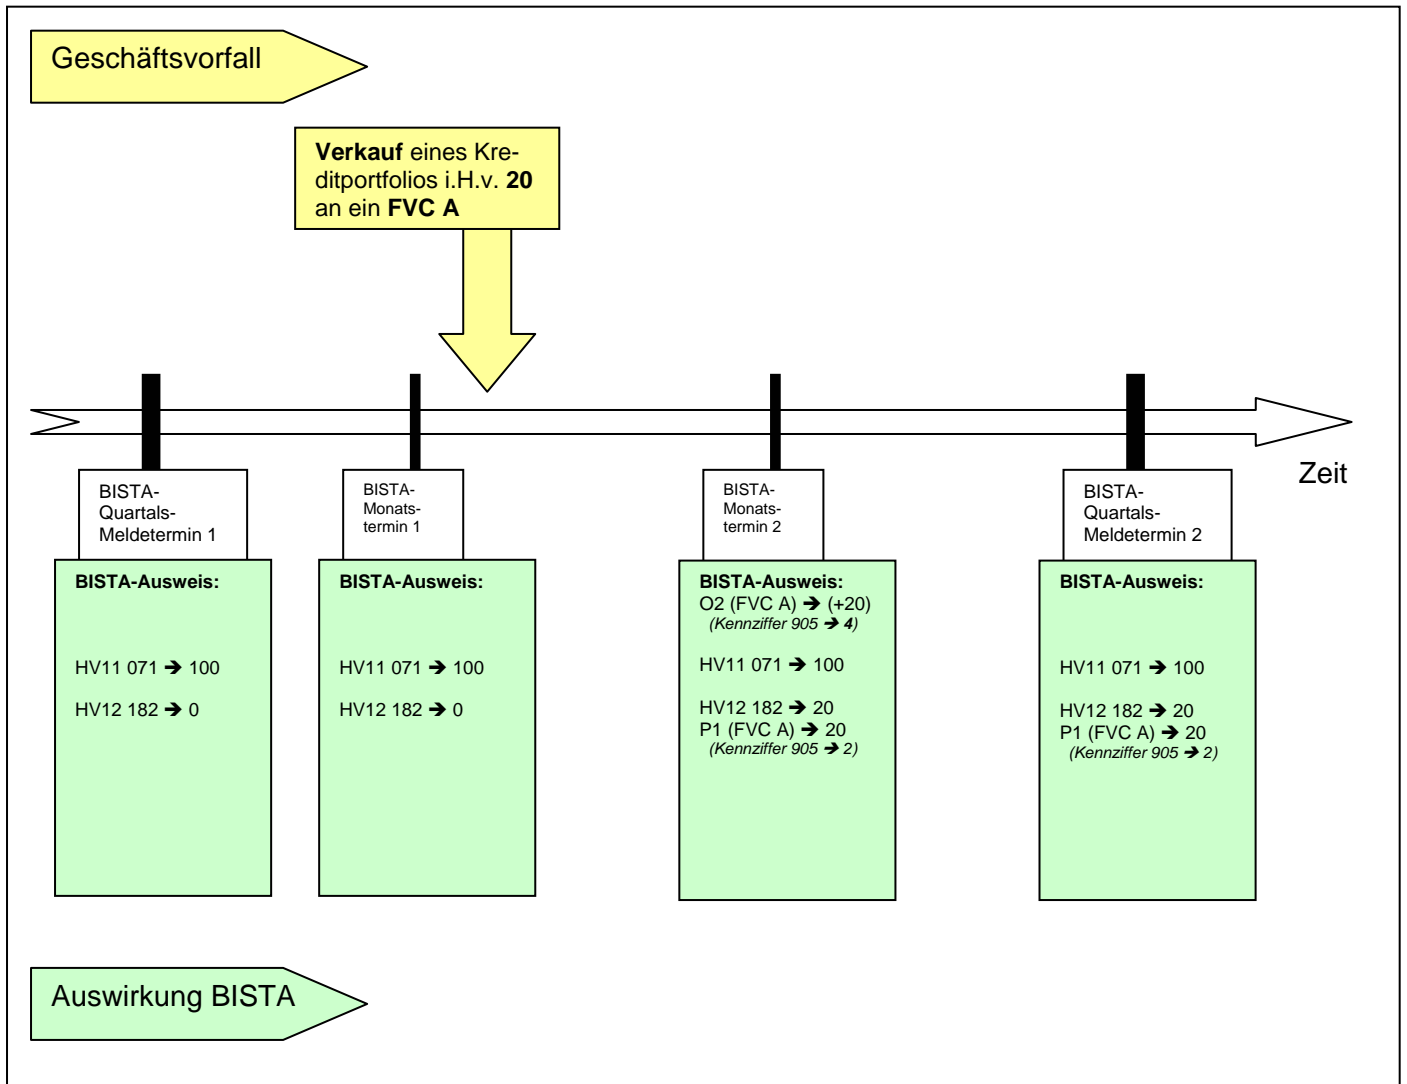 Geschäftsvorfall
Verkauf eines Kre-
ditportfolios i.H.v. 20
an ein FVC A
Zeit
BISTA-
Quartals-
Meldetermin 1
BISTA-Ausweis:
HV11 071 ➔ 100
HV12 182 ➔ 0
BISTA-
Monats-
termin 1
BISTA-Ausweis:
HV11 071 ➔ 100
HV12 182 ➔ 0
BISTA-
Monats-
termin 2
BISTA-Ausweis:
O2 (FVC A) ➔ (+20)
(Kennziffer 905 ➔ 4)
HV11 071 ➔ 100
HV12 182 ➔ 20
P1 (FVC A) ➔ 20
(Kennziffer 905 ➔ 2)
BISTA-
Quartals-
Meldetermin 2
BISTA-Ausweis:
HV11 071 ➔ 100
HV12 182 ➔ 20
P1 (FVC A) ➔ 20
(Kennziffer 905 ➔ 2)
Auswirkung BISTA